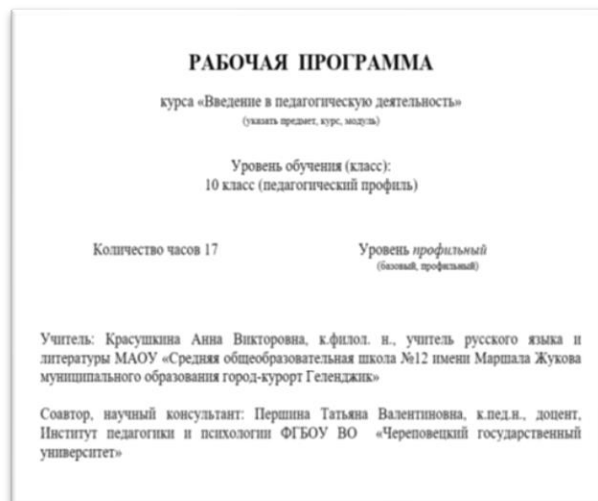 РАБОЧАЯ ПРОГРАММА
курса «Введение в педагогическую деятельность»
(указать предмет, курс, модуль)
Уровень обучения (класс):
10 класс (педагогический профиль)
Количество часов 17 Уровень профильный
(базовый, профильный)
Учитель: Красушкина Анна Викторовна, к.филол. н., учитель русского языка и
литературы МАОУ «Средняя общеобразовательная школа №12 имени Маршала Жукова
муниципального образования город-курорт Геленджик»
Соавтор, научный консультант: Першина Татьяна Валентиновна, к.пед.н., доцент,
Институт педагогики и психологии ФГБОУ ВО «Череповецкий государственный
университет»